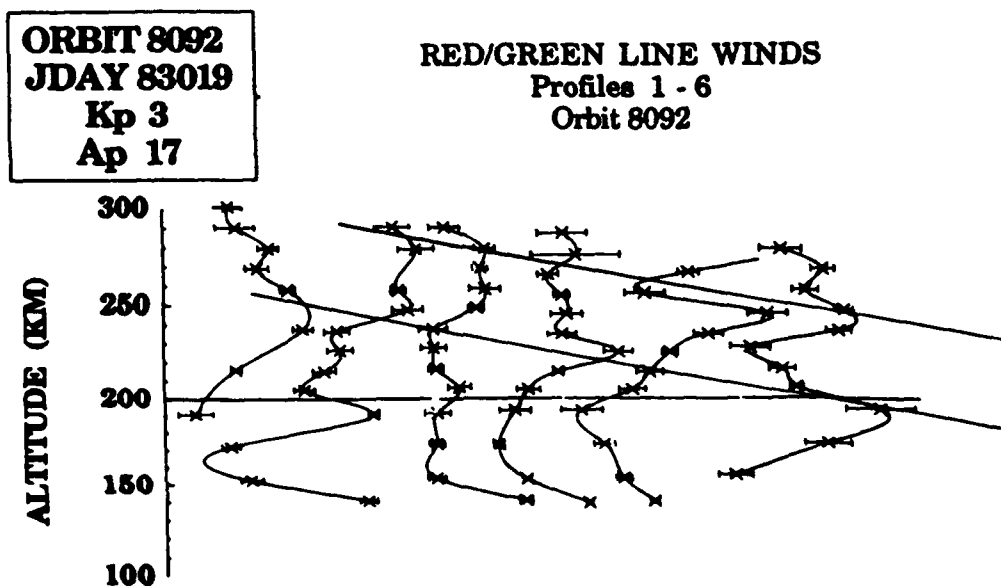 ORBIT 8092
JDAY 83019
Kp 3
Ap 17
RED/GREEN LINE WINDS
Profiles 1 - 6
Orbit 8092
300
250
200
150
100
ALTITUDE (KM)